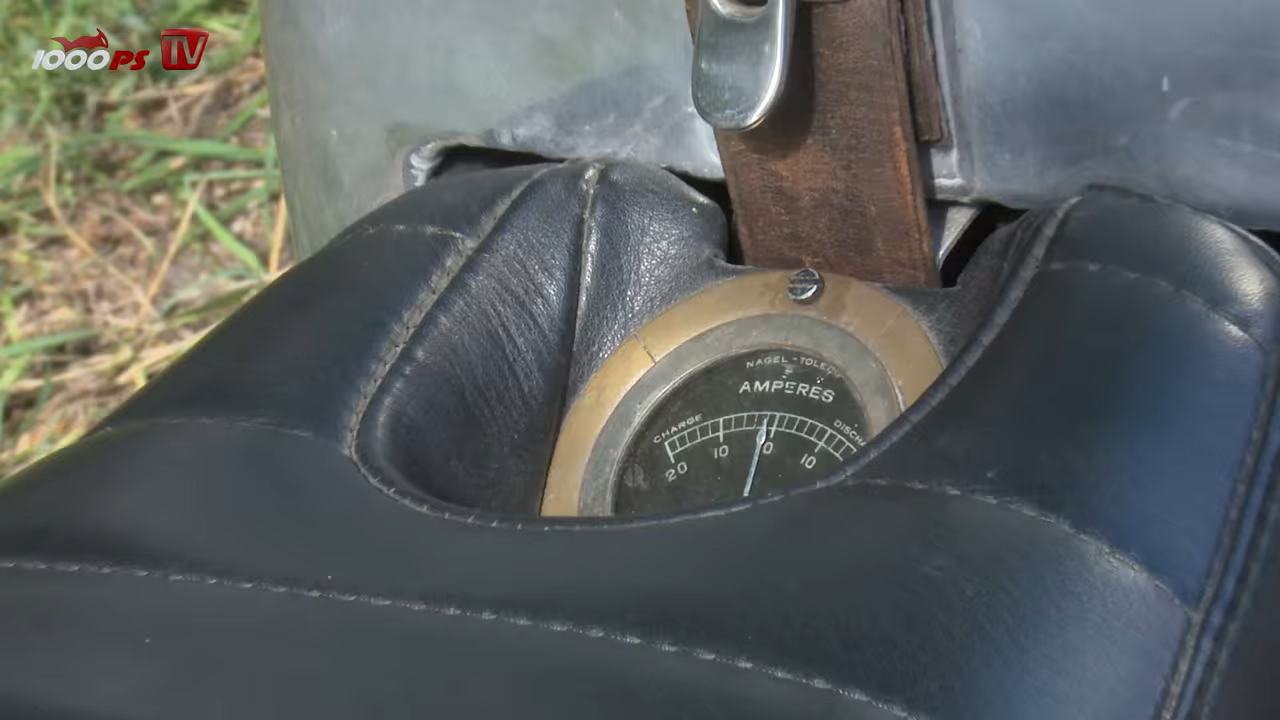 1000PS TV
NAGEL-TOLEDO
AMPERES
CHARGE
20 10 0 10